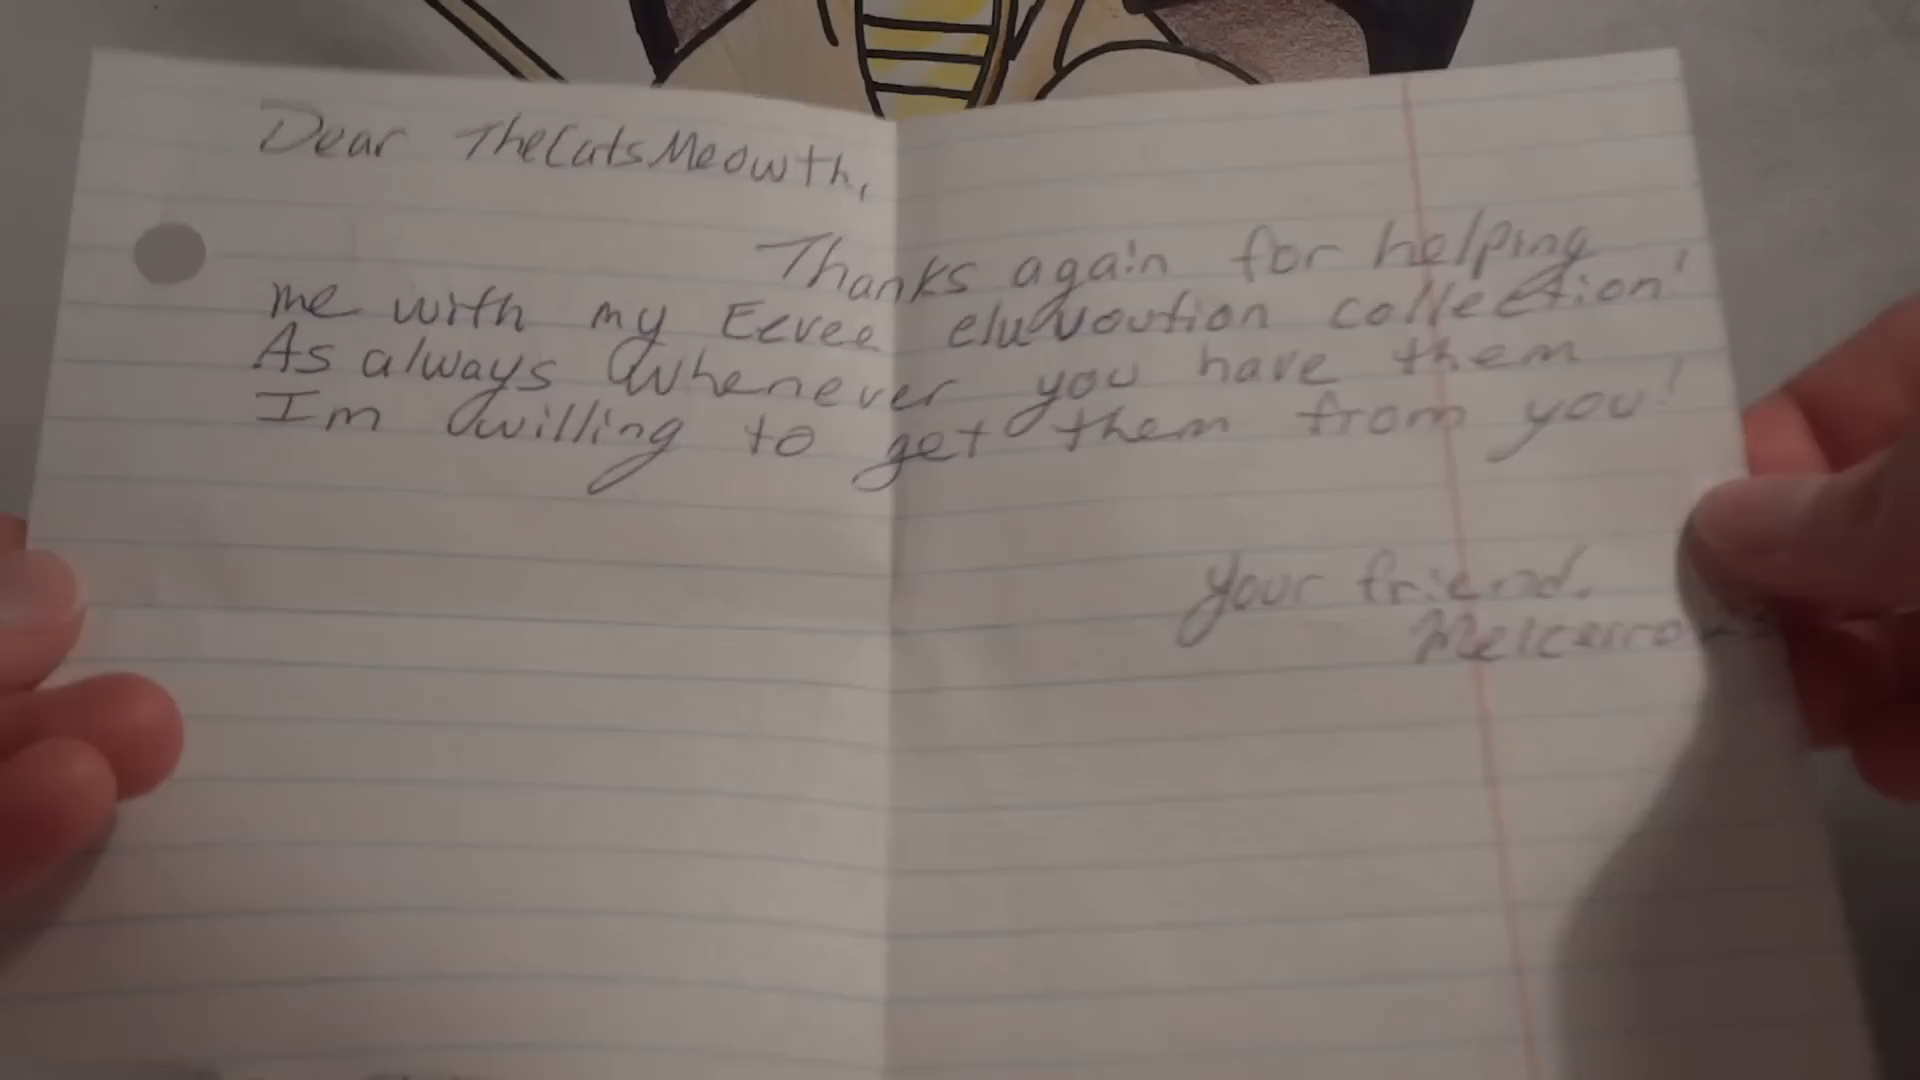 Dear TheCatsMeowth,
Thanks again for helping
me with my Eevee eluvoution collection!
As always whenever you have them
Im willing to get them from you!
your friend,